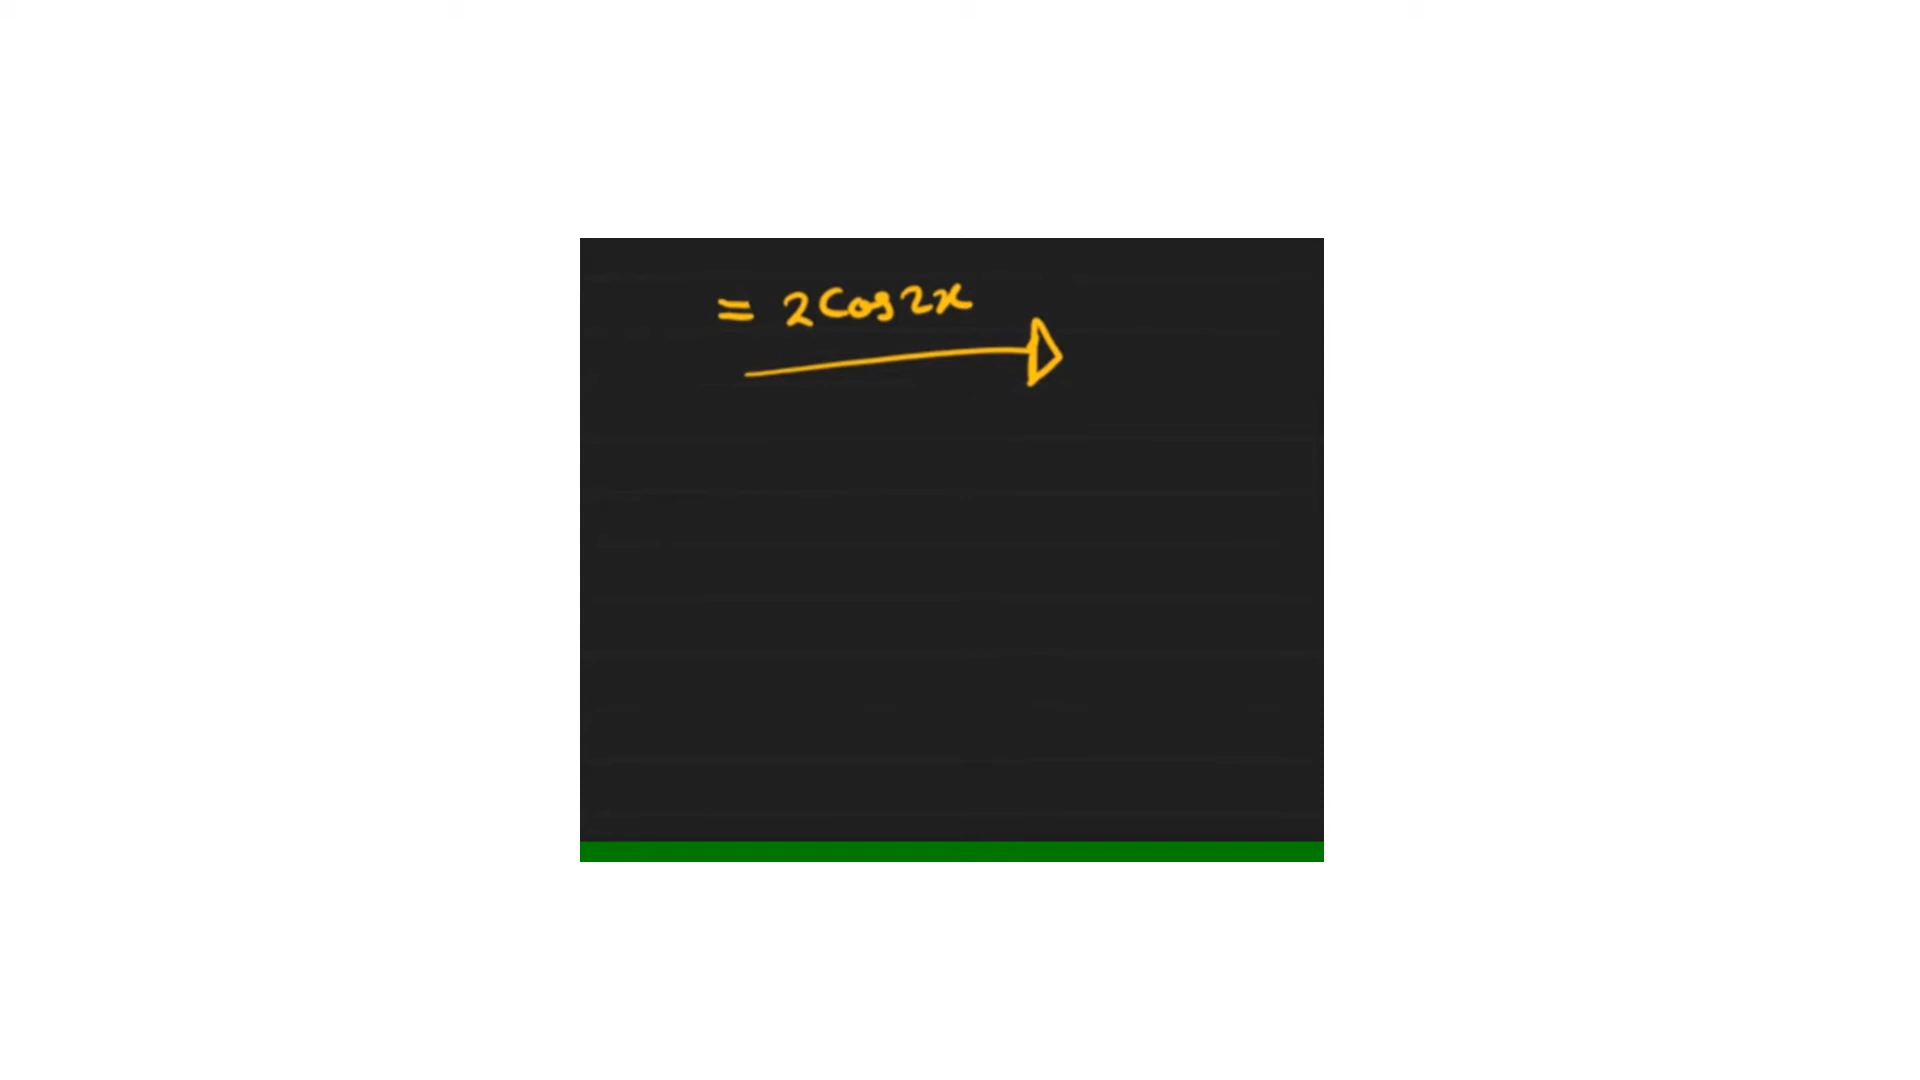 = 2Cos2x